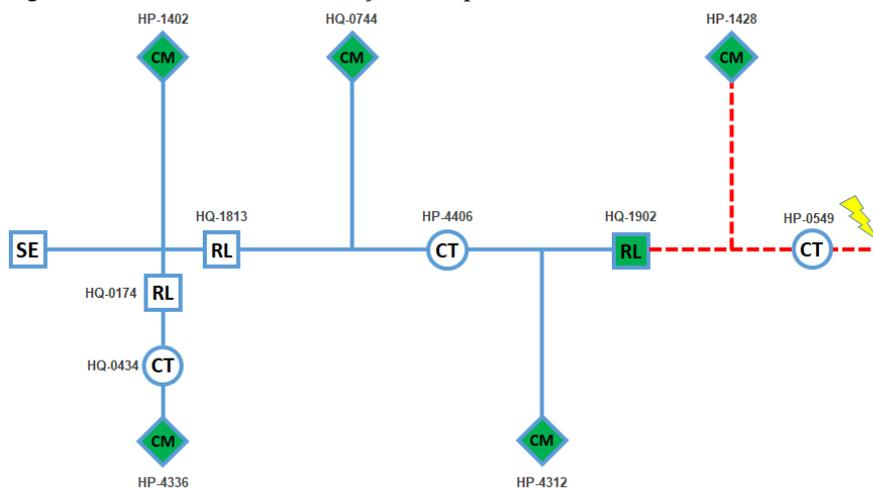 HP-1402
HQ-0744
HP-1428
CM
CM
CM
HQ-1813
HP-4406
HQ-1902
HP-0549
SE
RL
CT
RL
CT
HQ-0174
RL
HQ-0434
CT
CM
CM
HP-4336
HP-4312